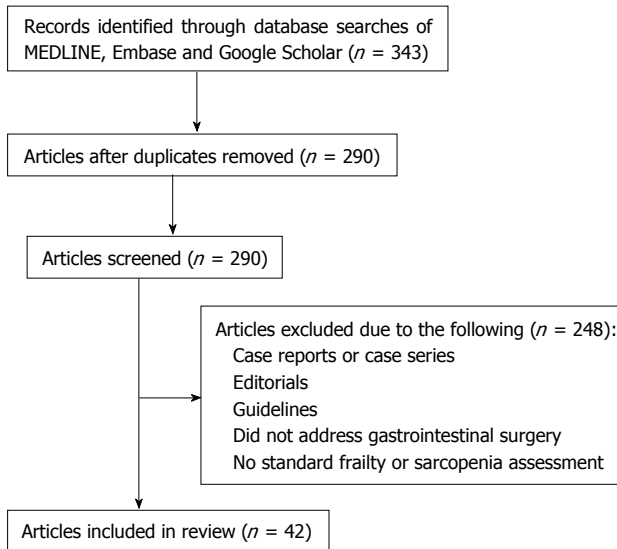 Records identified through database searches of
MEDLINE, Embase and Google Scholar (n = 343)
Articles after duplicates removed (n = 290)
Articles screened (n = 290)
Articles excluded due to the following (n = 248):
Case reports or case series
Editorials
Guidelines
Did not address gastrointestinal surgery
No standard frailty or sarcopenia assessment
Articles included in review (n = 42)